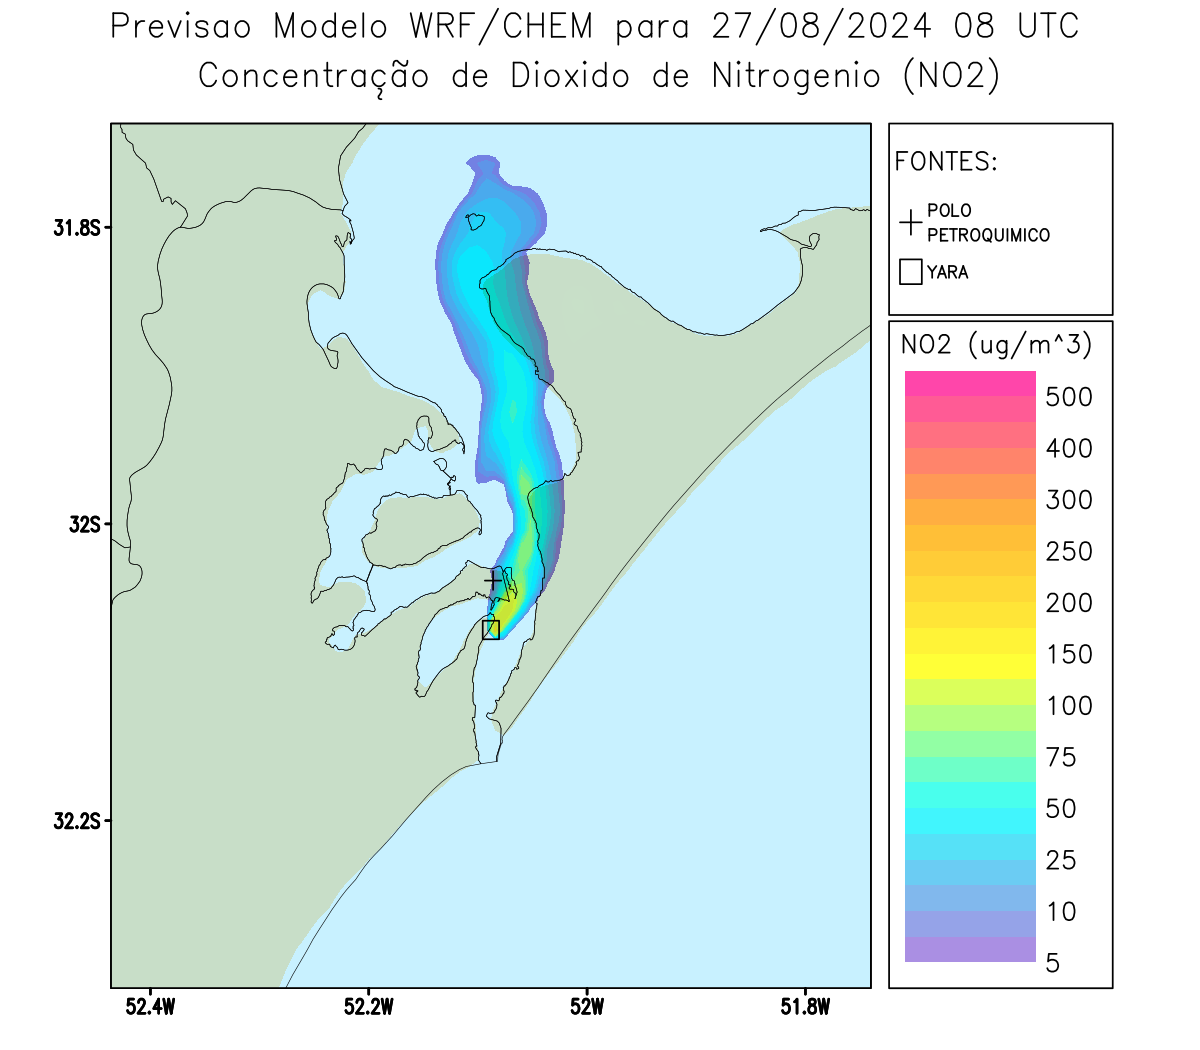 Previsao Modelo WRF/CHEM para 27/08/2024 08 UTC
Concentração de Dioxido de Nitrogenio (NO2)
FONTES:
POLO
PETROQUIMICO
YARA
NO2 (ug/m^3)
500
400
300
250
200
150
100
75
50
25
10
5
31.8S
32S
32.2S
52.4W
52.2W
52W
51.8W